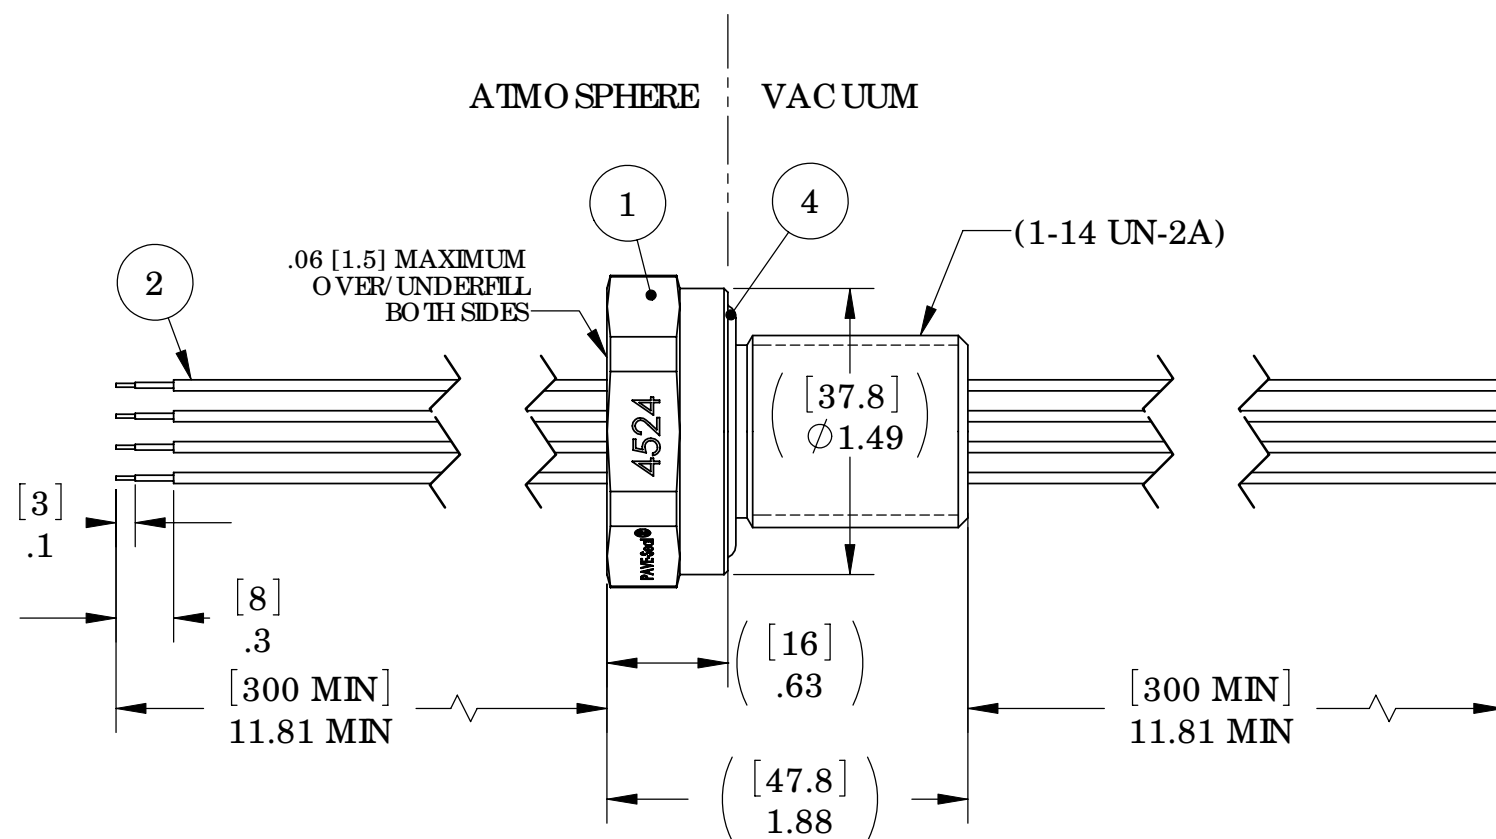 ATMOSPHERE VACUUM
1
4
(1-14 UN-2A)
2
.06 [1.5] MAXIMUM
OVER/UNDERFILL
BOTH SIDES
[37.8]
⌀1.49
4524
PAVE-Seal®
[3]
.1
[8]
.3
[16]
.63
[300 MIN]
11.81 MIN
[300 MIN]
11.81 MIN
[47.8]
1.88